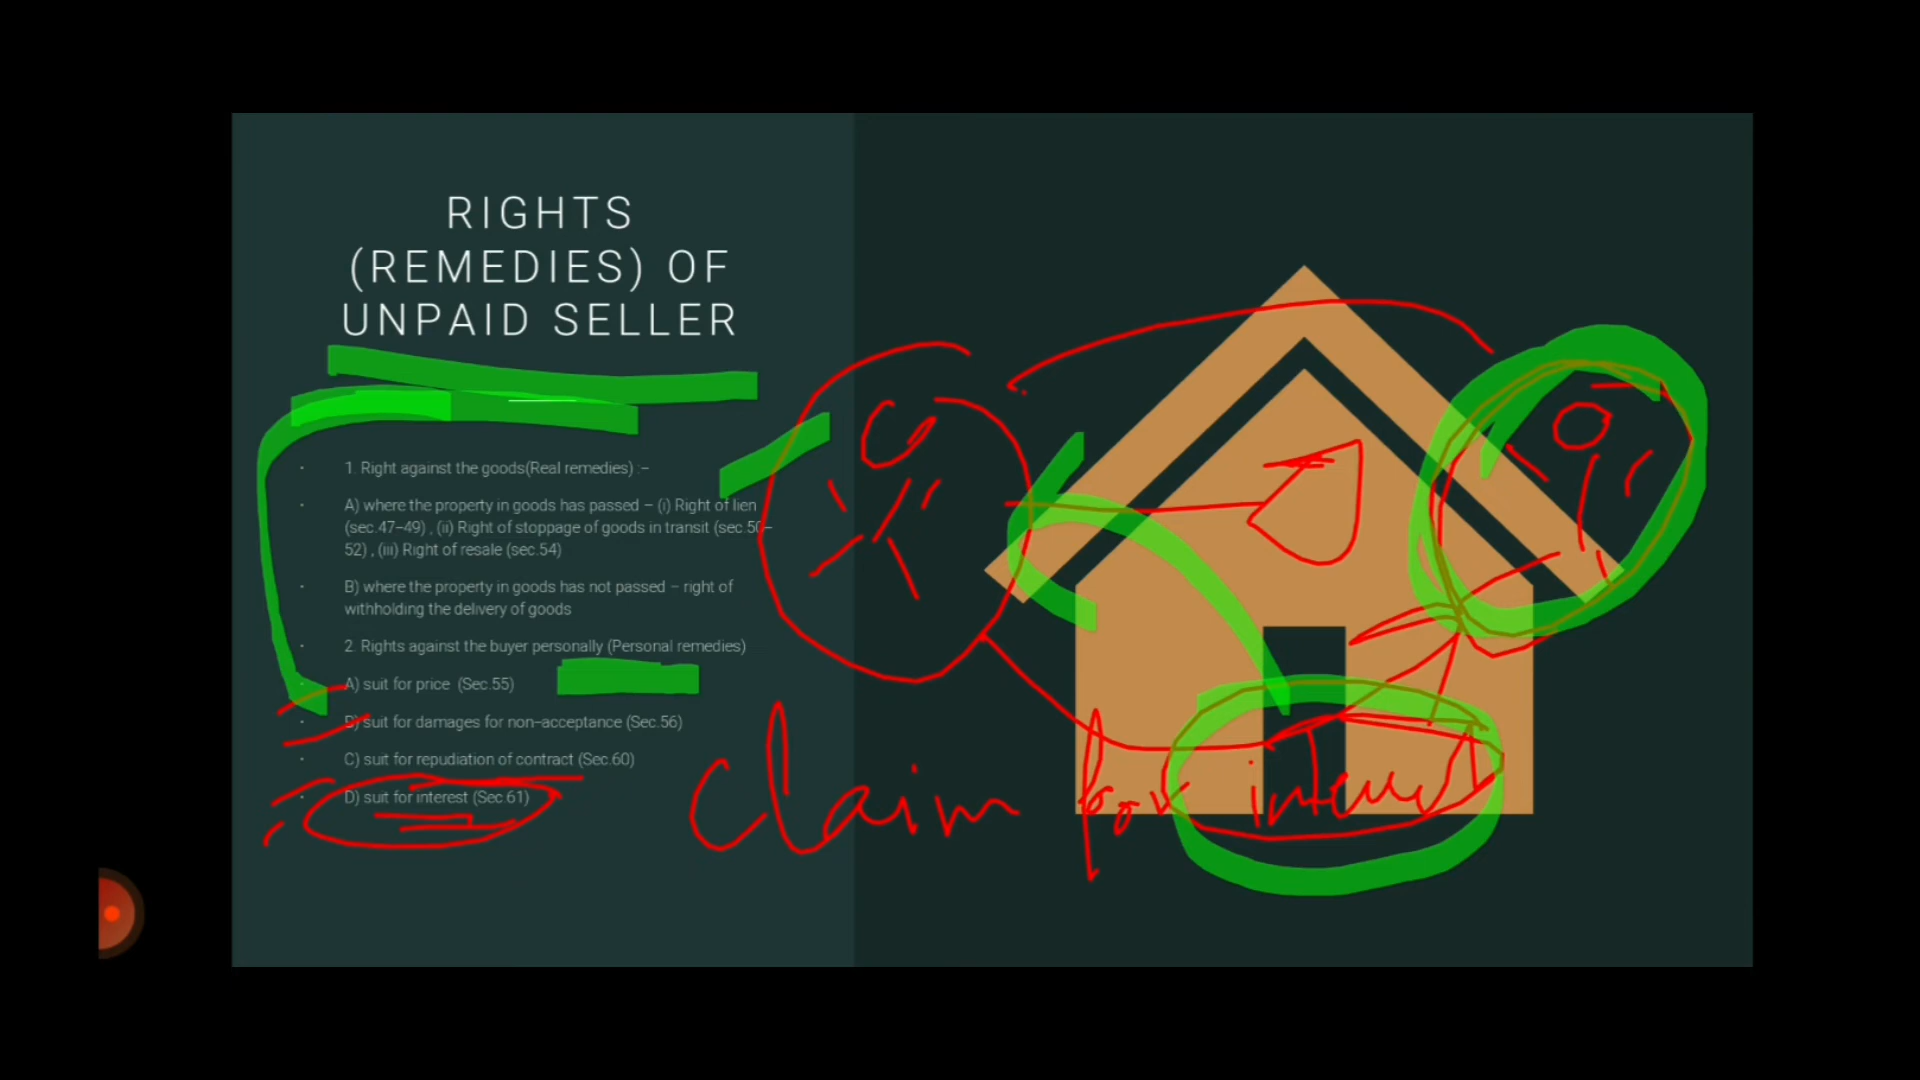 RIGHTS
(REMEDIES) OF
UNPAID SELLER
1. Right against the goods(Real remedies) :–
A) where the property in goods has passed – (i) Right of lien
(sec.47–49) , (ii) Right of stoppage of goods in transit (sec.50–
52) , (iii) Right of resale (sec.54)
B) where the property in goods has not passed – right of
withholding the delivery of goods
2. Rights against the buyer personally (Personal remedies)
A) suit for price (Sec.55)
B) suit for damages for non–acceptance (Sec.56)
C) suit for repudiation of contract (Sec.60)
D) suit for interest (Sec.61)
Claim for interest